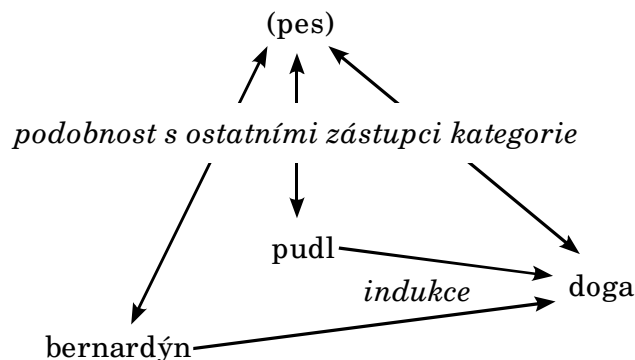 (pes)
podobnost s ostatními zástupci kategorie
pudl
indukce
doga
bernardýn